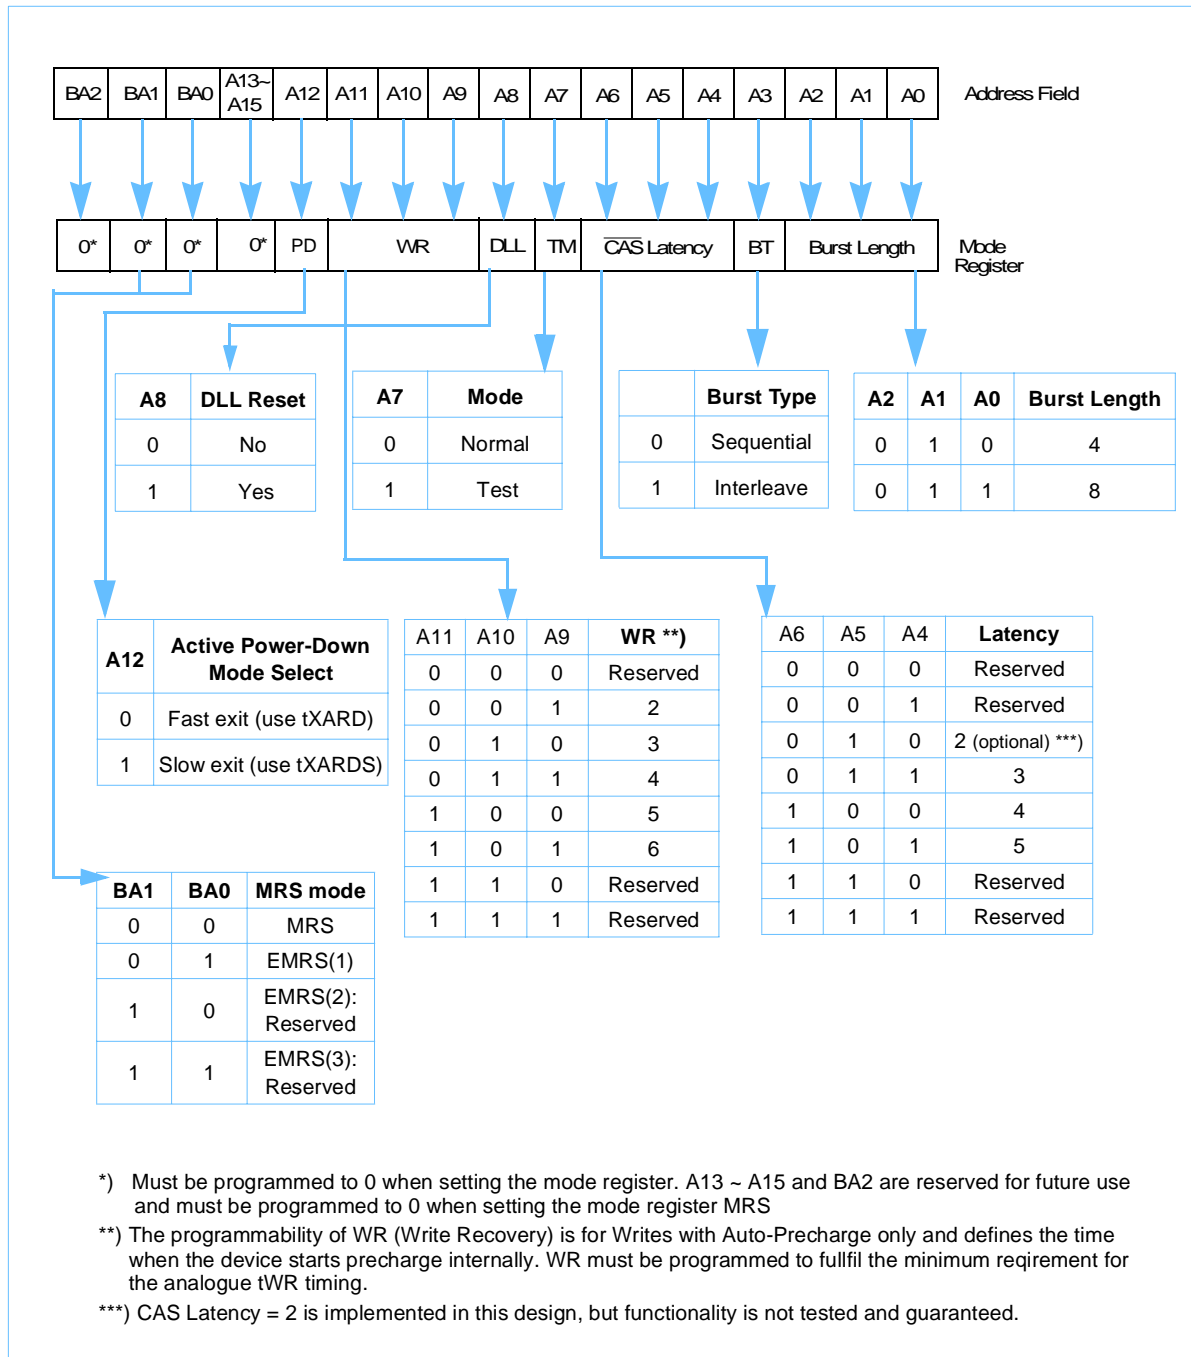 BA2 BA1 BA0 A13~ A15 A12 A11 A10 A9 A8 A7 A6 A5 A4 A3 A2 A1 A0 Address Field
0* 0* 0* 0* PD WR DLL TM CAS Latency BT Burst Length Mode Register
A8 DLL Reset
0 No
1 Yes
A7 Mode
0 Normal
1 Test
Burst Type
0 Sequential
1 Interleave
A2 A1 A0 Burst Length
0 1 0 4
0 1 1 8
A12 Active Power-Down
Mode Select
0 Fast exit (use tXARD)
1 Slow exit (use tXARDS)
A11 A10 A9 WR **)
0 0 0 Reserved
0 0 1 2
0 1 0 3
0 1 1 4
1 0 0 5
1 0 1 6
1 1 0 Reserved
1 1 1 Reserved
A6 A5 A4 Latency
0 0 0 Reserved
0 0 1 Reserved
0 1 0 2 (optional) ***)
0 1 1 3
1 0 0 4
1 0 1 5
1 1 0 Reserved
1 1 1 Reserved
BA1 BA0 MRS mode
0 0 MRS
0 1 EMRS(1)
1 0 EMRS(2):
Reserved
1 1 EMRS(3):
Reserved
*) Must be programmed to 0 when setting the mode register. A13 ~ A15 and BA2 are reserved for future use
and must be programmed to 0 when setting the mode register MRS
**) The programmability of WR (Write Recovery) is for Writes with Auto-Precharge only and defines the time
when the device starts precharge internally. WR must be programmed to fullfil the minimum reqirement for
the analogue tWR timing.
***) CAS Latency = 2 is implemented in this design, but functionality is not tested and guaranteed.